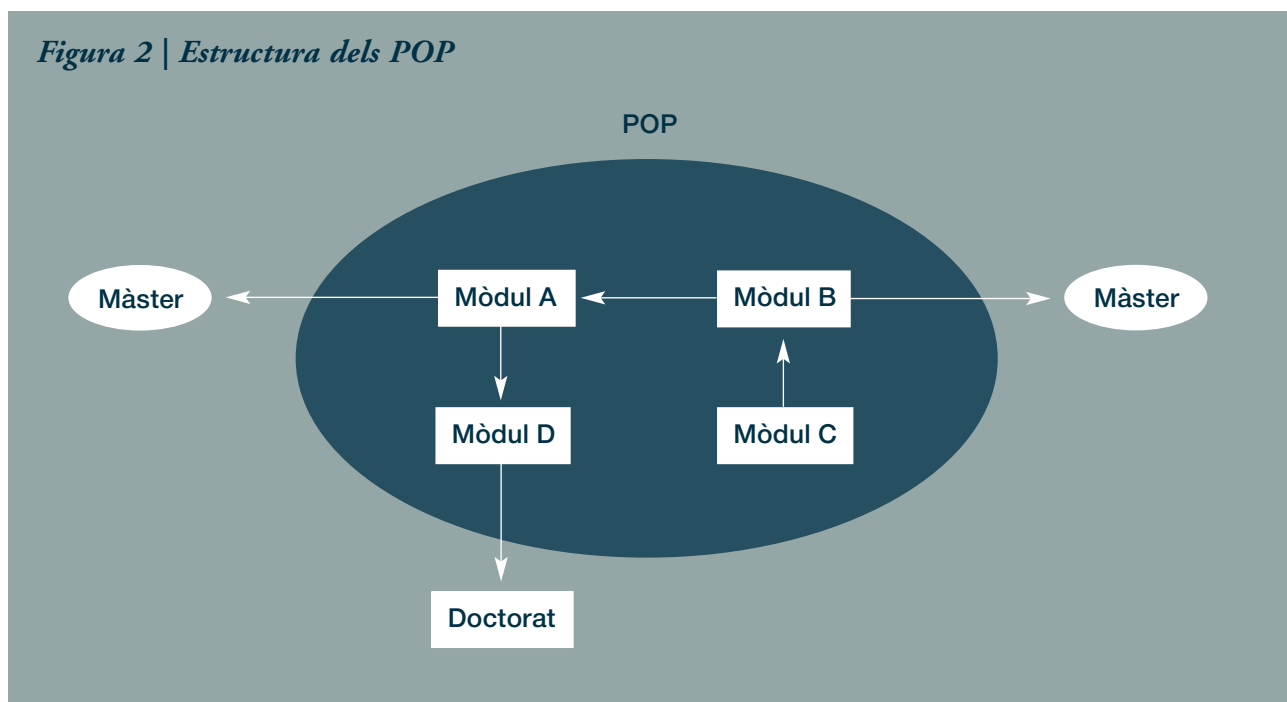 Figura 2 | Estructura dels POP
POP
Màster
Mòdul A
Mòdul B
Màster
Mòdul D
Mòdul C
Doctorat